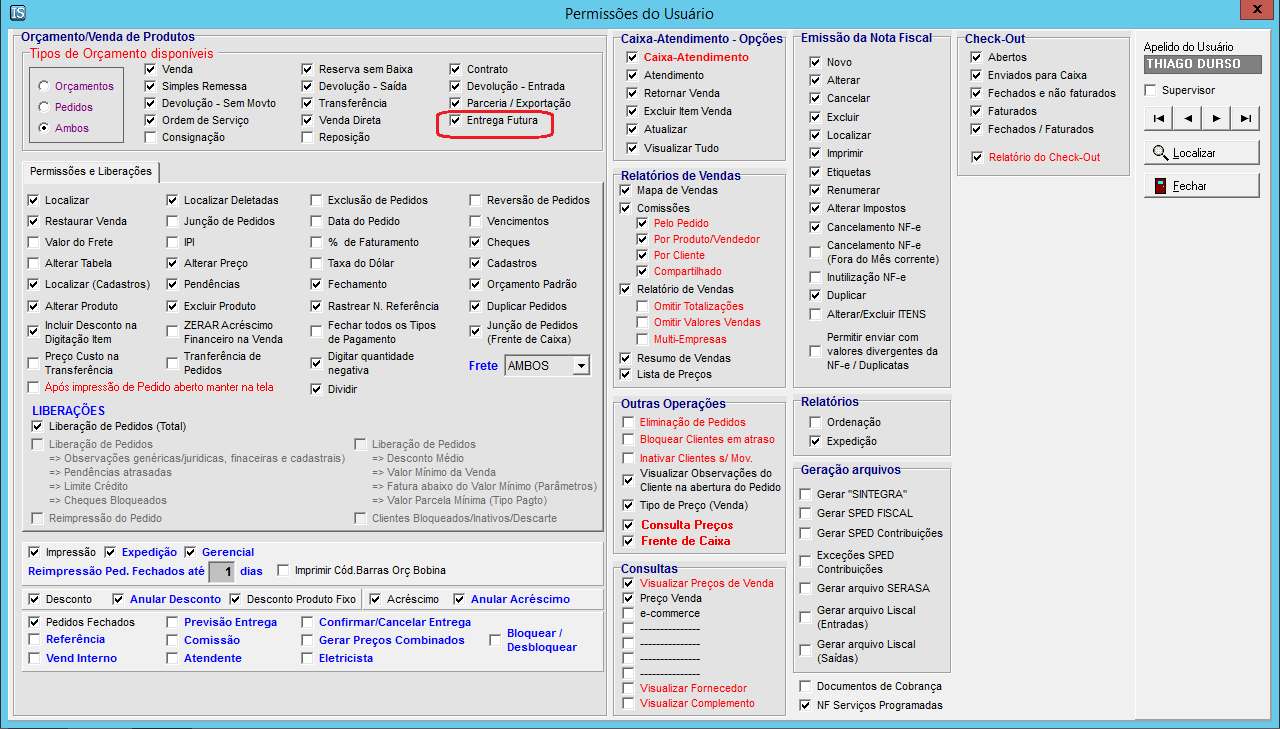 IS
Permissões do Usuário
X
Orçamento/Venda de Produtos
Tipos de Orçamento disponíveis
Orçamentos
Pedidos
Ambos
Venda
Simples Remessa
Devolução - Sem Movto
Ordem de Serviço
Consignação
Reserva sem Baixa
Devolução - Saída
Transferência
Venda Direta
Reposição
Contrato
Devolução - Entrada
Parceria / Exportação
Entrega Futura
Permissões e Liberações
Localizar
Localizar Deletadas
Exclusão de Pedidos
Reversão de Pedidos
Restaurar Venda
Junção de Pedidos
Data do Pedido
Vencimentos
Valor do Frete
IPI
% de Faturamento
Cheques
Alterar Tabela
Alterar Preço
Taxa do Dólar
Cadastros
Localizar (Cadastros)
Pendências
Fechamento
Orçamento Padrão
Alterar Produto
Excluir Produto
Rastrear N. Referência
Duplicar Pedidos
Incluir Desconto na
Digitação Item
ZERAR Acréscimo
Financeiro na Venda
Fechar todos os Tipos
de Pagamento
Junção de Pedidos
(Frente de Caixa)
Preço Custo na
Transferência
Tranferência de
Pedidos
Digitar quantidade
negativa
Frete
AMBOS
Após impressão de Pedido aberto manter na tela
Dividir
LIBERAÇÕES
Liberação de Pedidos (Total)
Liberação de Pedidos
=> Observações genéricas/juridicas, finaceiras e cadastrais)
=> Pendências atrasadas
=> Limite Crédito
=> Cheques Bloqueados
Reimpressão do Pedido
Liberação de Pedidos
=> Desconto Médio
=> Valor Mínimo da Venda
=> Fatura abaixo do Valor Mínimo (Parâmetros)
=> Valor Parcela Mínima (Tipo Pagto)
Clientes Bloqueados/Inativos/Descarte
Impressão
Expedição
Gerencial
Reimpressão Ped. Fechados até 1 dias
Imprimir Cód.Barras Orç Bobina
Desconto
Anular Desconto
Desconto Produto Fixo
Acréscimo
Anular Acréscimo
Pedidos Fechados
Previsão Entrega
Confirmar/Cancelar Entrega
Referência
Comissão
Gerar Preços Combinados
Bloquear /
Desbloquear
Vend Interno
Atendente
Eletricista
Caixa-Atendimento - Opções
Caixa-Atendimento
Atendimento
Retornar Venda
Excluir Item Venda
Atualizar
Visualizar Tudo
Relatórios de Vendas
Mapa de Vendas
Comissões
Pelo Pedido
Por Produto/Vendedor
Por Cliente
Compartilhado
Relatório de Vendas
Omitir Totalizações
Omitir Valores Vendas
Multi-Empresas
Resumo de Vendas
Lista de Preços
Outras Operações
Eliminação de Pedidos
Bloquear Clientes em atraso
Inativar Clientes s/ Mov.
Visualizar Observações do
Cliente na abertura do Pedido
Tipo de Preço (Venda)
Consulta Preços
Frente de Caixa
Consultas
Visualizar Preços de Venda
Preço Venda
e-commerce
---------------
---------------
---------------
---------------
Visualizar Fornecedor
Visualizar Complemento
Emissão da Nota Fiscal
Novo
Alterar
Cancelar
Excluir
Localizar
Imprimir
Etiquetas
Renumerar
Alterar Impostos
Cancelamento NF-e
Cancelamento NF-e
(Fora do Mês corrente)
Inutilização NF-e
Duplicar
Alterar/Excluir ITENS
Permitir enviar com
valores divergentes da
NF-e / Duplicatas
Relatórios
Ordenação
Expedição
Geração arquivos
Gerar "SINTEGRA"
Gerar SPED FISCAL
Gerar SPED Contribuições
Exceções SPED
Contribuições
Gerar arquivo SERASA
Gerar arquivo Liscal
(Entradas)
Gerar arquivo Liscal
(Saídas)
Documentos de Cobrança
NF Serviços Programadas
Check-Out
Abertos
Enviados para Caixa
Fechados e não faturados
Faturados
Fechados / Faturados
Relatório do Check-Out
Apelido do Usuário
THIAGO DURSO
Supervisor
Localizar
Fechar